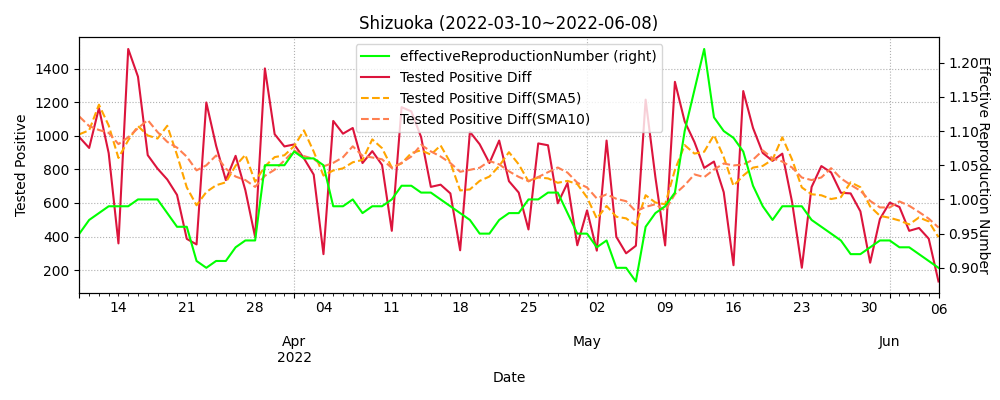 Shizuoka (2022-03-10~2022-06-08)
effectiveReproductionNumber (right)
Tested Positive Diff
Tested Positive Diff(SMA5)
Tested Positive Diff(SMA10)
Tested Positive
1400
1200
1000
800
600
400
200
Effective Reproduction Number
1.20
1.15
1.10
1.05
1.00
0.95
0.90
14 21 28 04 11 18 25 02 09 16 23 30 06
Apr May Jun
2022
Date